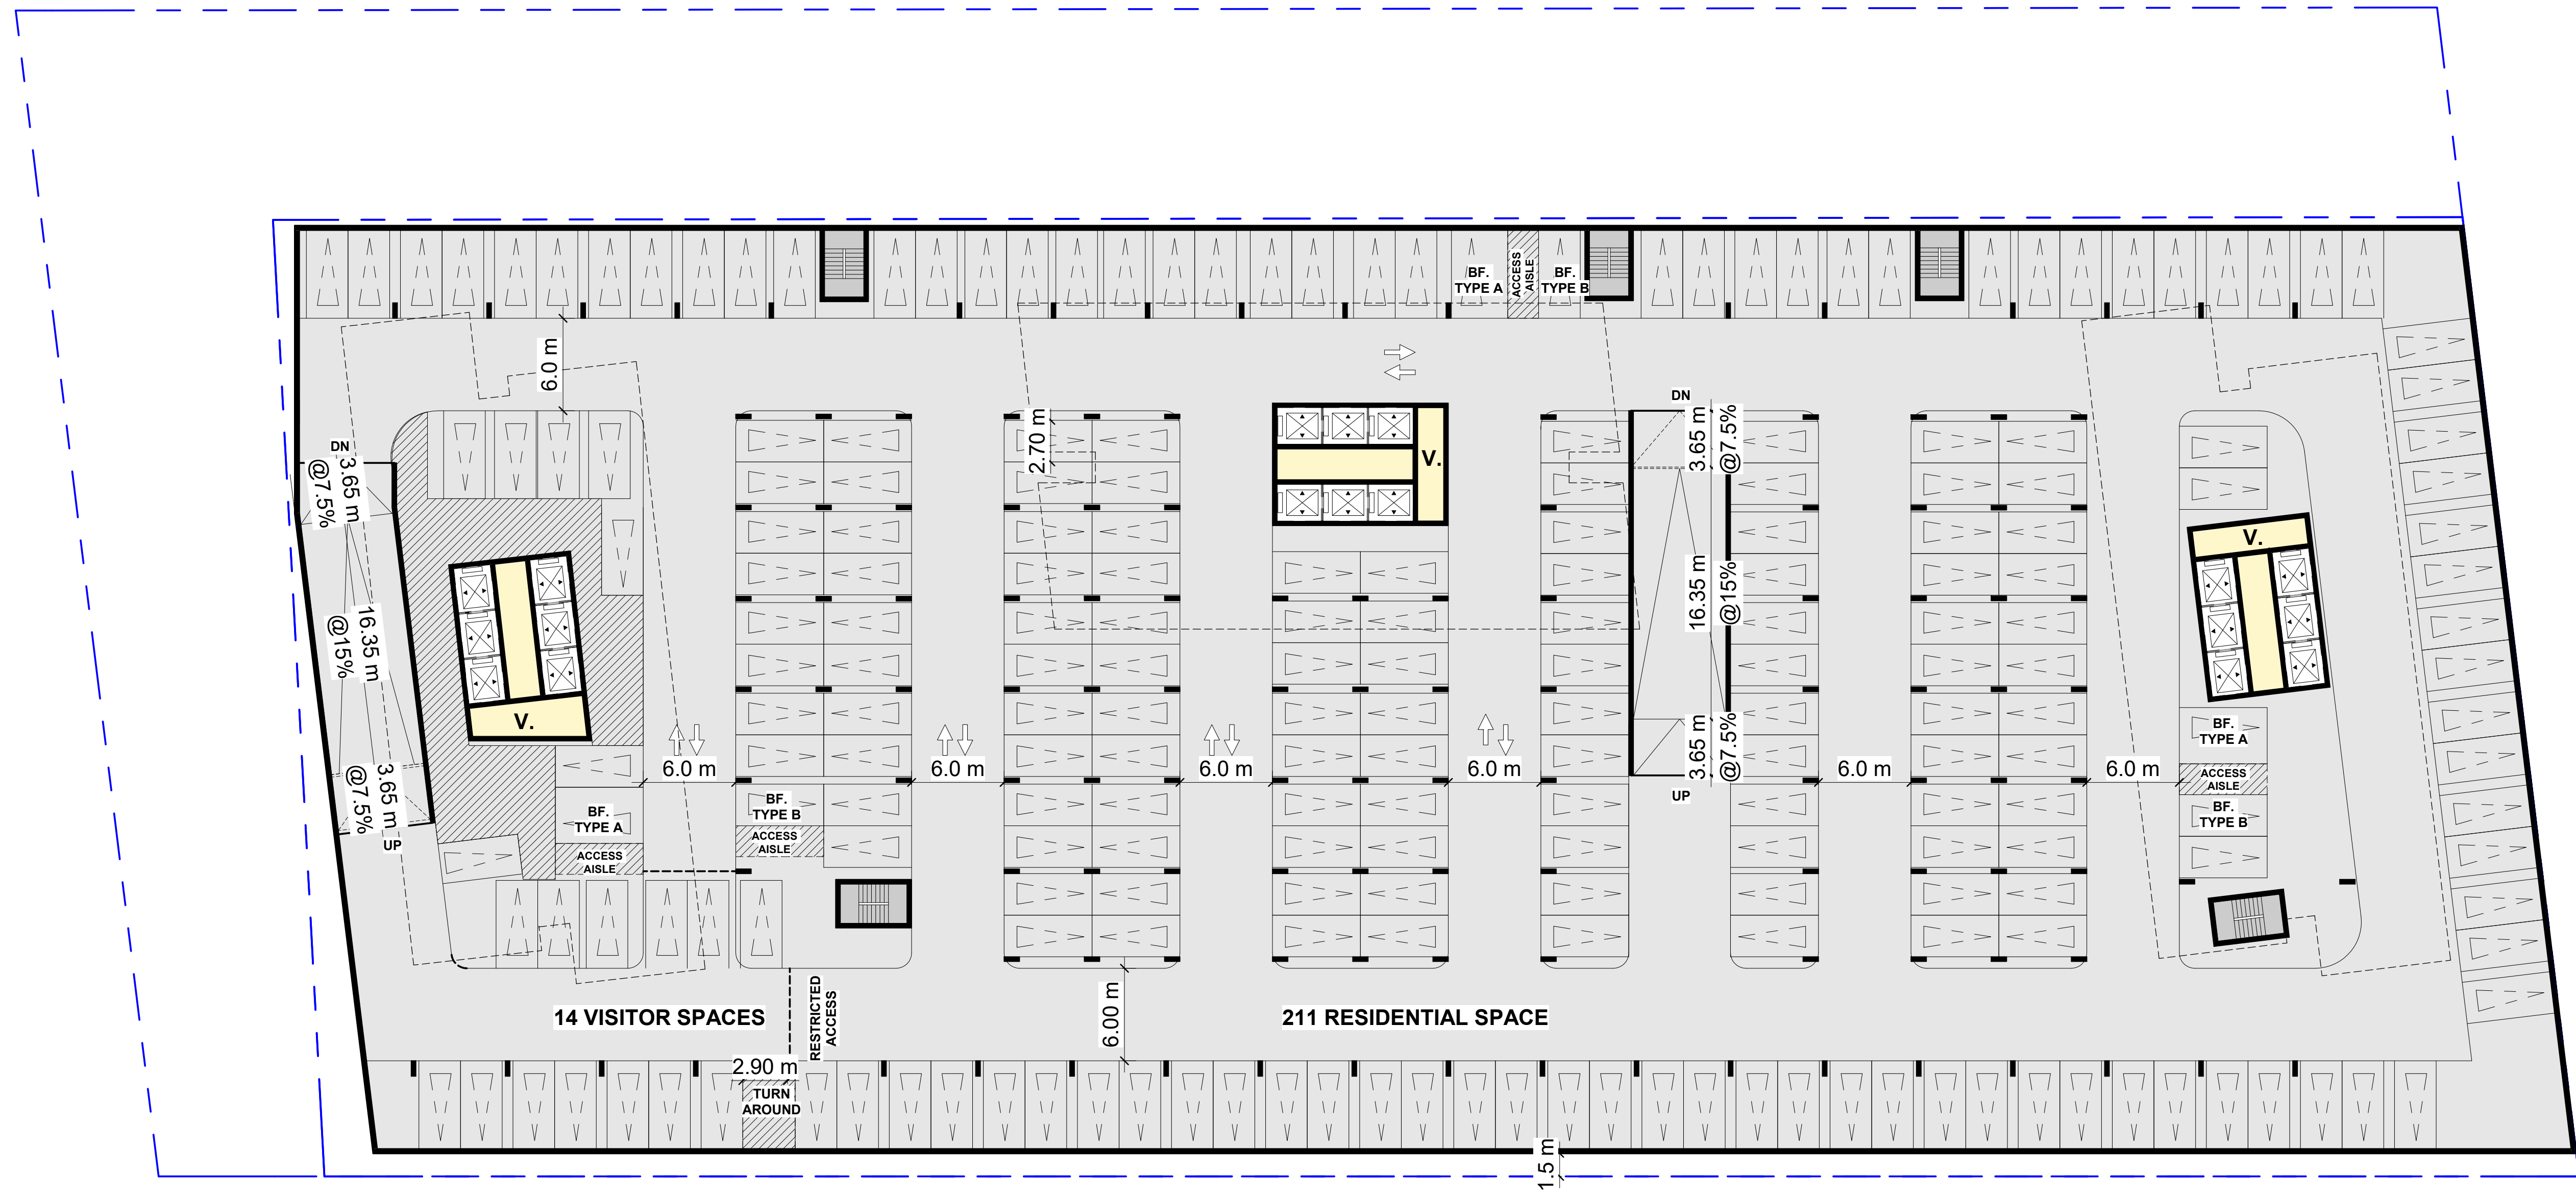 BF.
TYPE A
ACCESS
AISLE
BF.
TYPE B
6.0 m
DN
2.70 m
V.
DN
3.65 m
@7.5%
3.65 m
@7.5%
V.
16.35 m
@15%
16.35 m
@15%
V.
3.65 m
@7.5%
BF.
TYPE A
6.0 m
6.0 m
6.0 m
6.0 m
6.0 m
6.0 m
3.65 m
@7.5%
UP
BF.
TYPE A
BF.
TYPE B
UP
ACCESS
AISLE
BF.
TYPE B
ACCESS
AISLE
ACCESS
AISLE
14 VISITOR SPACES
RESTRICTED
ACCESS
6.00 m
211 RESIDENTIAL SPACE
2.90 m
TURN
AROUND
1.5 m